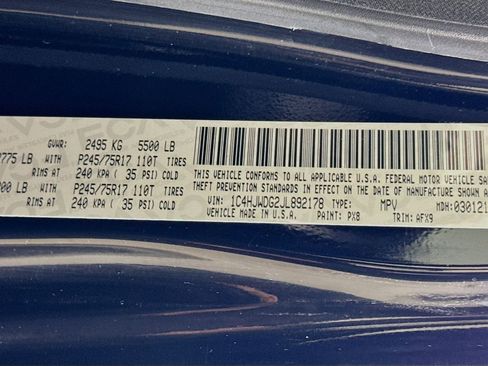 GVWR: 2495 KG 5500 LB
2775 LB WITH P245/75R17 110T TIRES
RIMS AT 240 KPA ( 35 PSI) COLD
00 LB WITH P245/75R17 110T TIRES
RIMS AT 240 KPA ( 35 PSI) COLD
THIS VEHICLE CONFORMS TO ALL APPLICABLE U.S.A. FEDERAL MOTOR VEHICLE SA
THEFT PREVENTION STANDARDS IN EFFECT ON THE DATE OF MANUFACTURE SHOWN
VIN: 1C4HJWDG2JL892178 TYPE: MPV MDH: 030121
VEHICLE MADE IN U.S.A. PAINT: PX8 TRIM: AFX9